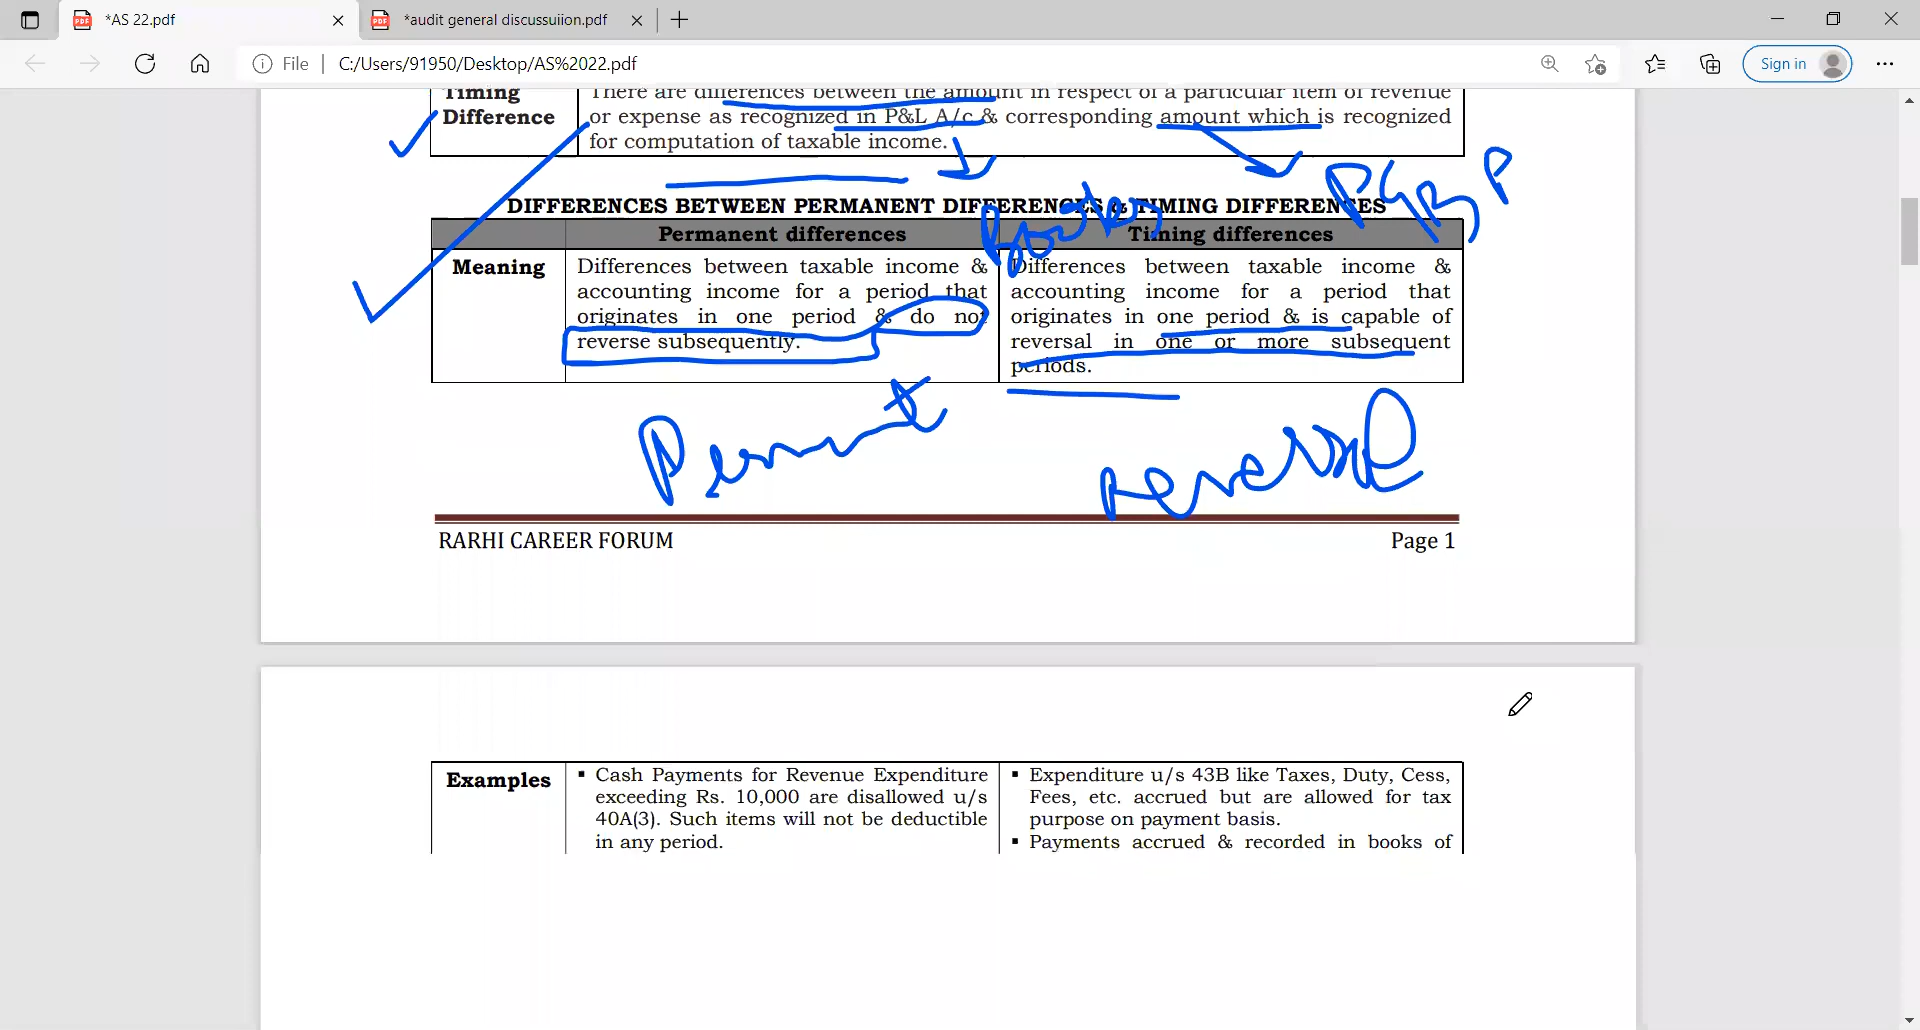 *AS 22.pdf
*audit general discussuiion.pdf
File
C:/Users/91950/Desktop/AS%2022.pdf
Sign in
Timing
Difference
There are differences between the amount in respect of a particular item of revenue
or expense as recognized in P&L A/c & corresponding amount which is recognized
for computation of taxable income.
PGBP
Books
DIFFERENCES BETWEEN PERMANENT DIFFERENCES & TIMING DIFFERENCES
Permanent differences
Timing differences
Meaning
Differences between taxable income &
accounting income for a period that
originates in one period & do not
reverse subsequently.
Differences between taxable income &
accounting income for a period that
originates in one period & is capable of
reversal in one or more subsequent
periods.
RARHI CAREER FORUM
Page 1
Examples
▪ Cash Payments for Revenue Expenditure
exceeding Rs. 10,000 are disallowed u/s
40A(3). Such items will not be deductible
in any period.
▪ Expenditure u/s 43B like Taxes, Duty, Cess,
Fees, etc. accrued but are allowed for tax
purpose on payment basis.
▪ Payments accrued & recorded in books of